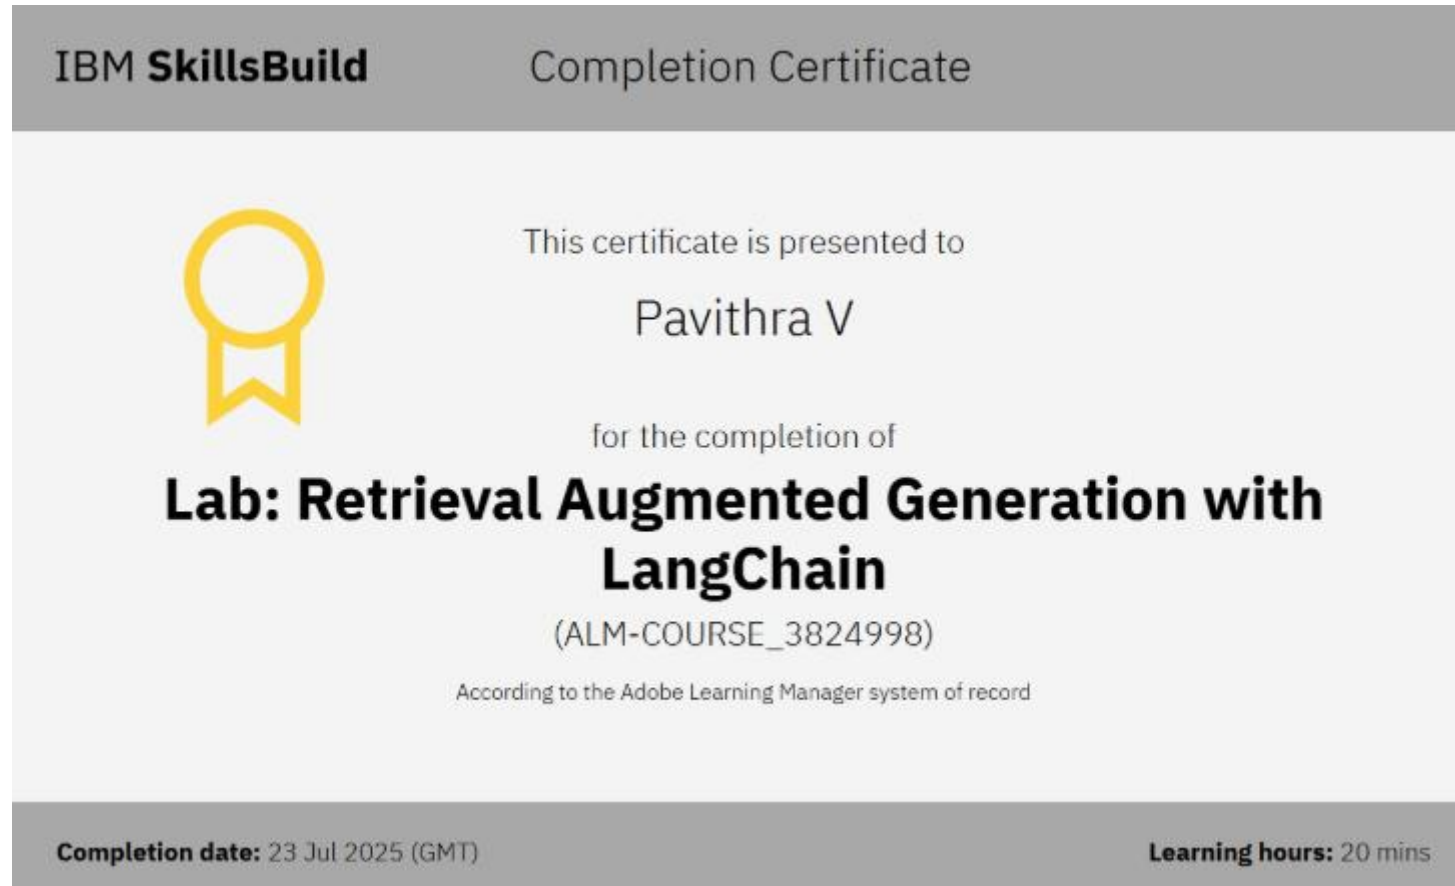 IBM SkillsBuild
Completion Certificate
This certificate is presented to
Pavithra V
for the completion of
Lab: Retrieval Augmented Generation with
LangChain
(ALM-COURSE_3824998)
According to the Adobe Learning Manager system of record
Completion date: 23 Jul 2025 (GMT)
Learning hours: 20 mins